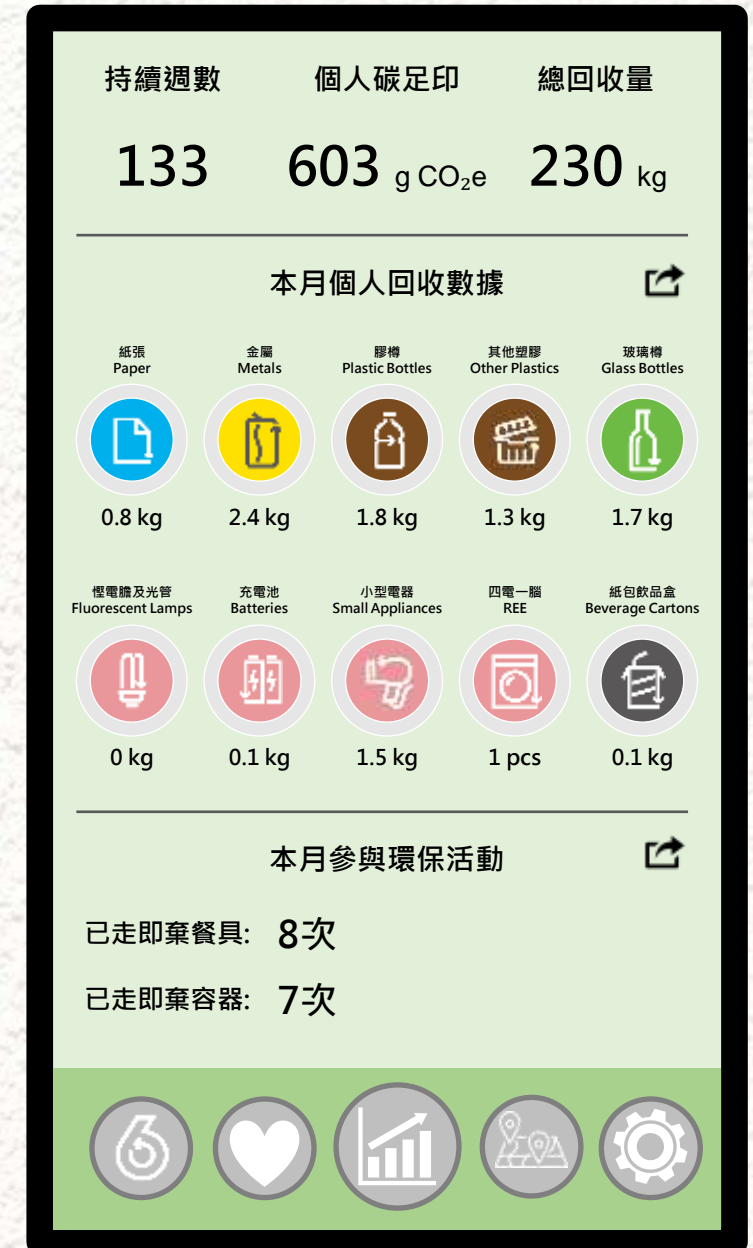 持續週數 個人碳足印 總回收量
133 603 g CO₂e 230 kg
本月個人回收數據
紙張 金屬 膠樽 其他塑膠 玻璃樽
Paper Metals Plastic Bottles Other Plastics Glass Bottles
0.8 kg 2.4 kg 1.8 kg 1.3 kg 1.7 kg
慳電膽及光管 充電池 小型電器 四電一腦 紙包飲品盒
Fluorescent Lamps Batteries Small Appliances REE Beverage Cartons
0 kg 0.1 kg 1.5 kg 1 pcs 0.1 kg
本月參與環保活動
已走即棄餐具: 8次
已走即棄容器: 7次